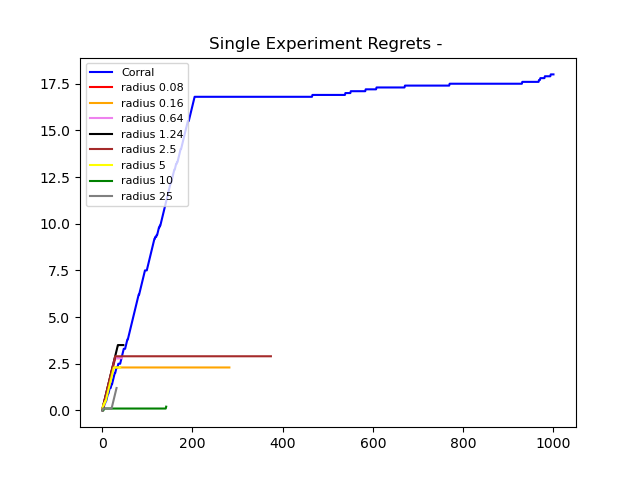 Single Experiment Regrets -
Corral
radius 0.08
radius 0.16
radius 0.64
radius 1.24
radius 2.5
radius 5
radius 10
radius 25
17.5
15.0
12.5
10.0
7.5
5.0
2.5
0.0
0 200 400 600 800 1000